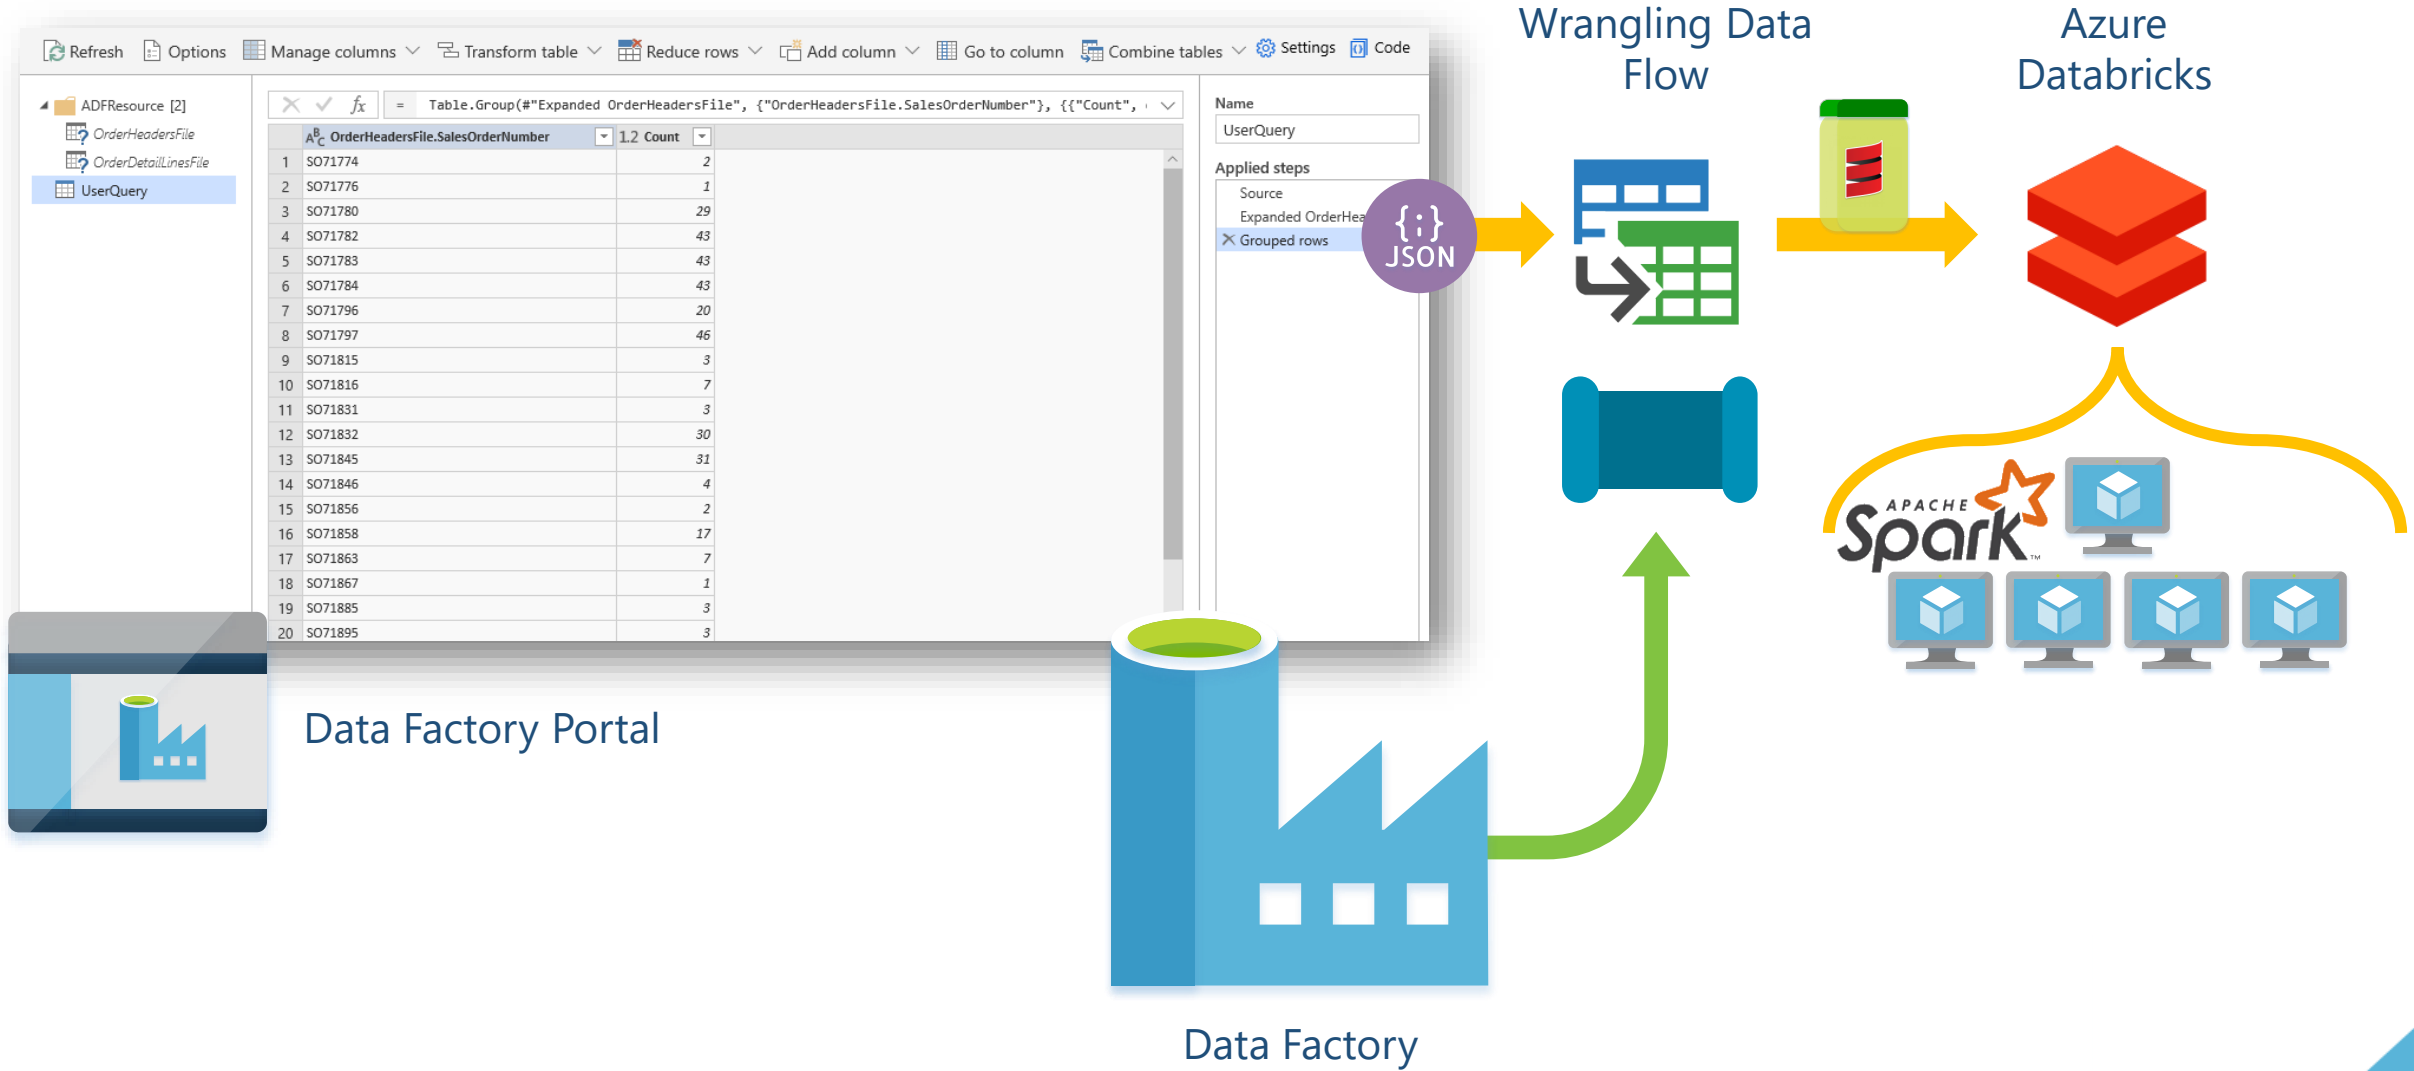 Refresh Options Manage columns Transform table Reduce rows Add column Go to column Combine tables Settings Code
ADFResource [2]
OrderHeadersFile
OrderDetailLinesFile
UserQuery
fx = Table.Group(#"Expanded OrderHeadersFile", {"OrderHeadersFile.SalesOrderNumber"}, {{"Count",
ABC OrderHeadersFile.SalesOrderNumber 1.2 Count
1 SO71774 2
2 SO71776 1
3 SO71780 29
4 SO71782 43
5 SO71783 43
6 SO71784 43
7 SO71796 20
8 SO71797 46
9 SO71815 3
10 SO71816 7
11 SO71831 3
12 SO71832 30
13 SO71845 31
14 SO71846 4
15 SO71856 2
16 SO71858 17
17 SO71863 7
18 SO71867 1
19 SO71885 3
20 SO71895 3
Name
UserQuery
Applied steps
Source
Expanded OrderHea
Grouped rows
{;}
JSON
Wrangling Data
Flow
Azure
Databricks
APACHE
Spark™
Data Factory Portal
Data Factory